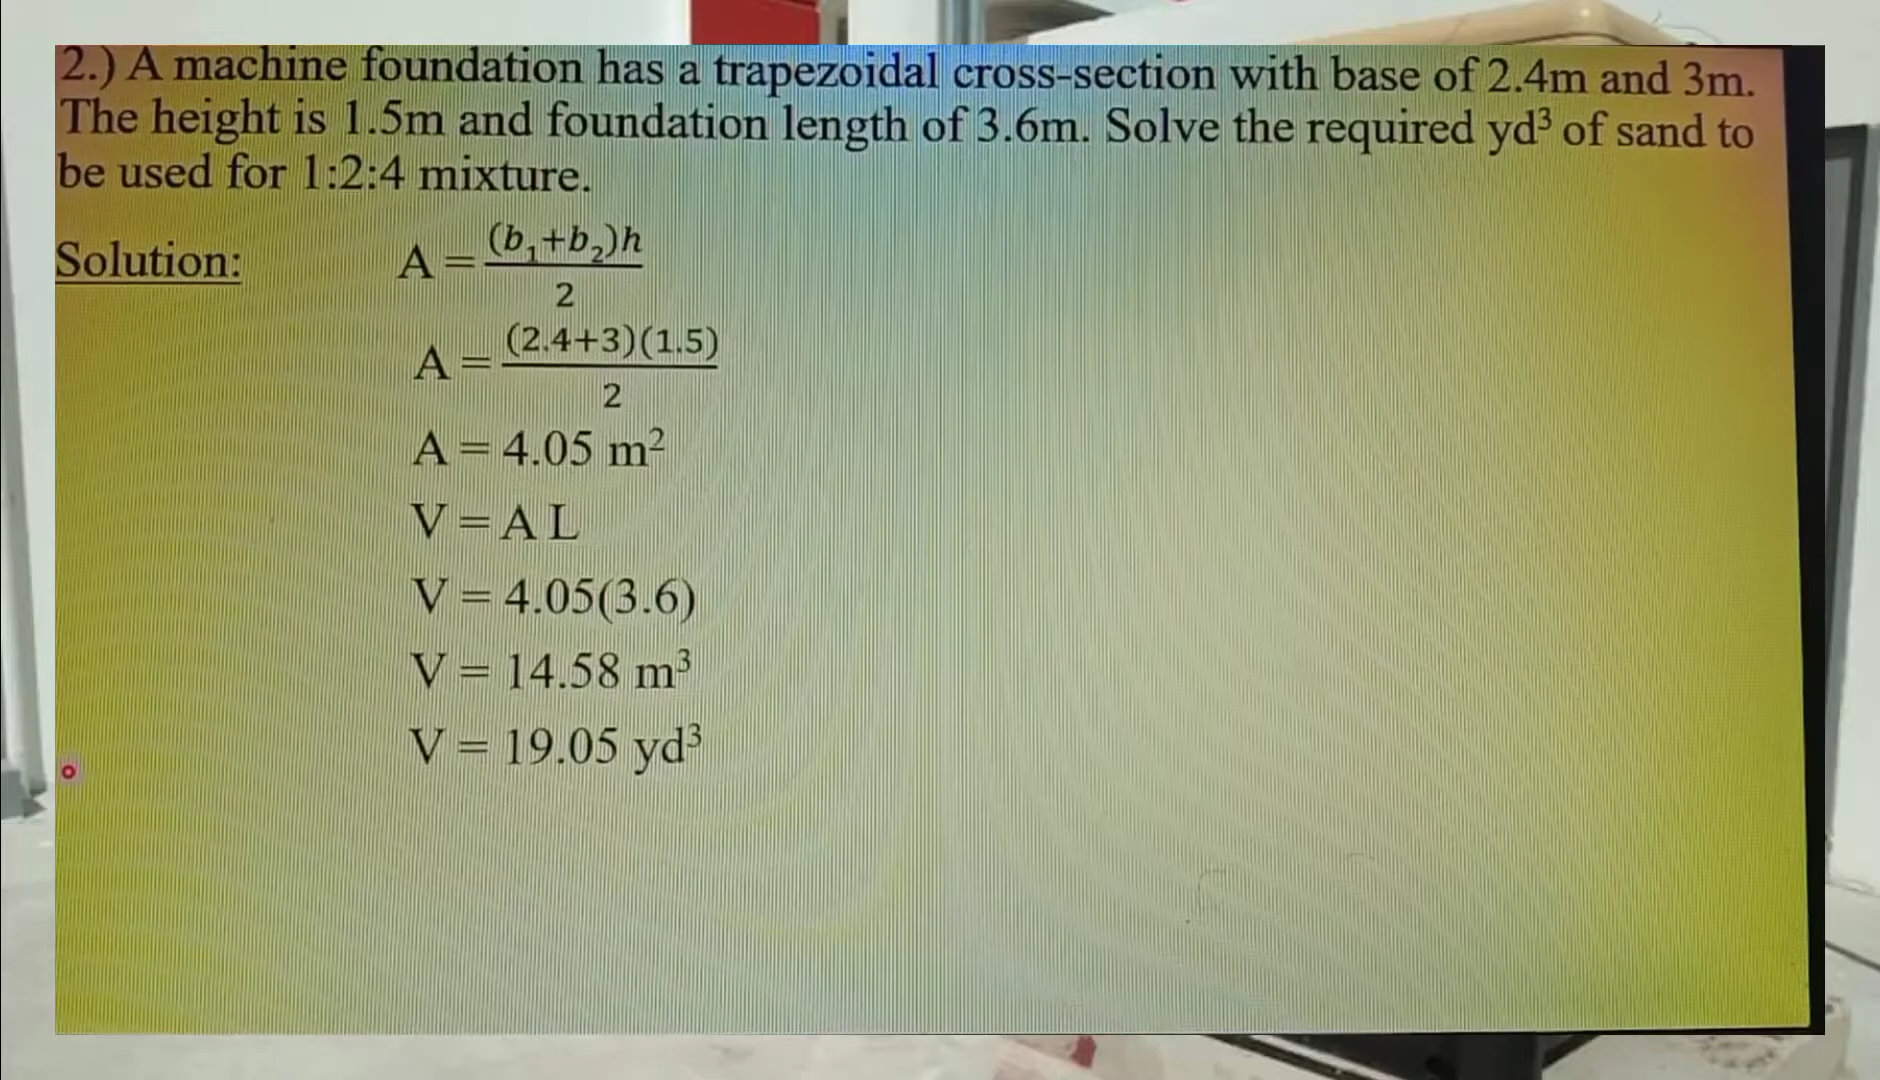 2.) A machine foundation has a trapezoidal cross-section with base of 2.4m and 3m.
The height is 1.5m and foundation length of 3.6m. Solve the required yd³ of sand to
be used for 1:2:4 mixture.
Solution:
A = (b₁+b₂)h / 2
A = (2.4+3)(1.5) / 2
A = 4.05 m²
V = A L
V = 4.05(3.6)
V = 14.58 m³
V = 19.05 yd³